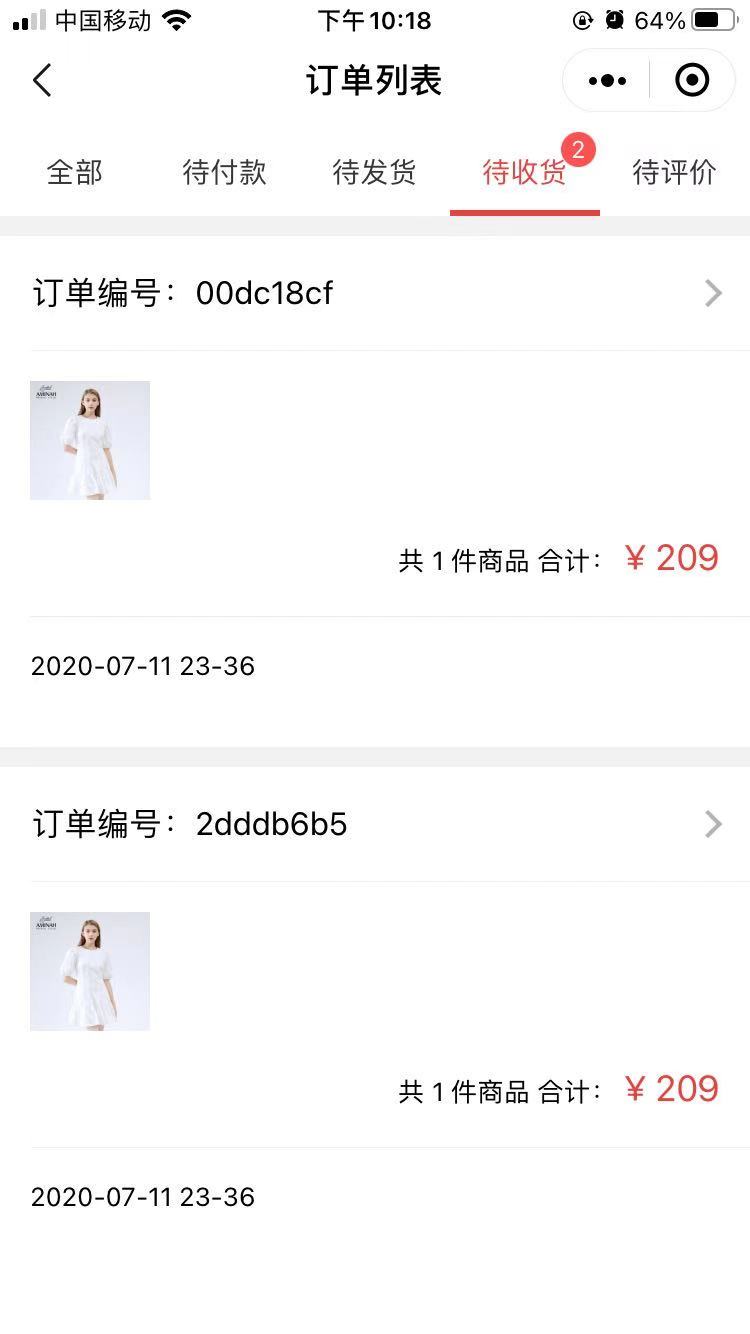 中国移动 下午10:18 64%
订单列表
全部 待付款 待发货 待收货 2 待评价
订单编号：00dc18cf
AMINAH
共 1 件商品 合计： ¥ 209
2020-07-11 23-36
订单编号：2dddb6b5
AMINAH
共 1 件商品 合计： ¥ 209
2020-07-11 23-36